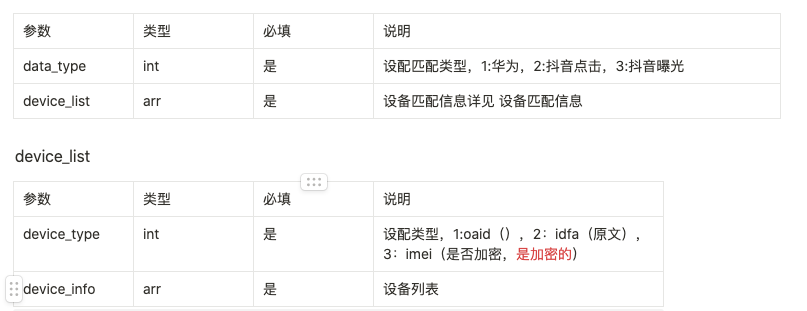 参数 类型 必填 说明
data_type int 是 设配匹配类型，1:华为，2:抖音点击，3:抖音曝光
device_list arr 是 设备匹配信息详见 设备匹配信息
device_list
参数 类型 必填 说明
device_type int 是 设配类型，1:oaid（），2：idfa（原文），
3：imei（是否加密，是加密的）
device_info arr 是 设备列表